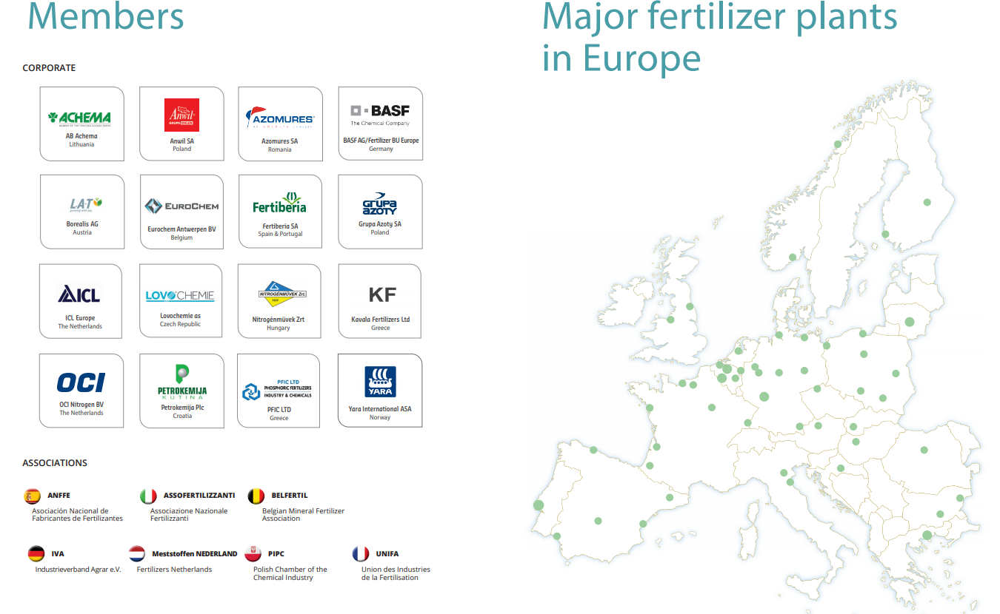 Members
CORPORATE
ACHEMA
AB Achema
Lithuania
Anwil
GRUPA ORLEN
Anwil SA
Poland
AZOMURES
Azomures SA
Romania
BASF
The Chemical Company
BASF AG/Fertilizer BU Europe
Germany
LAT
growing with joy
Borealis AG
Austria
EUROCHEM
Eurochem Antwerpen BV
Belgium
Fertiberia
Fertiberia SA
Spain & Portugal
GRUPA
AZOTY
Grupa Azoty SA
Poland
ICL
ICL Europe
The Netherlands
LOVOCHEMIE
Lovochemie as
Czech Republic
NITROGÉNMŰVEK Zrt.
Nitrogénmüvek Zrt
Hungary
KF
Kavala Fertilizers Ltd
Greece
OCI
OCI Nitrogen BV
The Netherlands
PETROKEMIJA
KUTINA
Petrokemija Plc
Croatia
PFIC LTD
PHOSPHORIC FERTILIZERS
INDUSTRY & CHEMICALS
PFIC LTD
Greece
YARA
Yara International ASA
Norway
ASSOCIATIONS
ANFFE
Asociación Nacional de
Fabricantes de Fertilizantes
ASSOFERTILIZZANTI
Associazione Nazionale
Fertilizzanti
BELFERTIL
Belgian Mineral Fertilizer
Association
IVA
Industrieverband Agrar e.V.
Meststoffen NEDERLAND
Fertilizers Netherlands
PIPC
Polish Chamber of the
Chemical Industry
UNIFA
Union des Industries
de la Fertilisation
Major fertilizer plants
in Europe